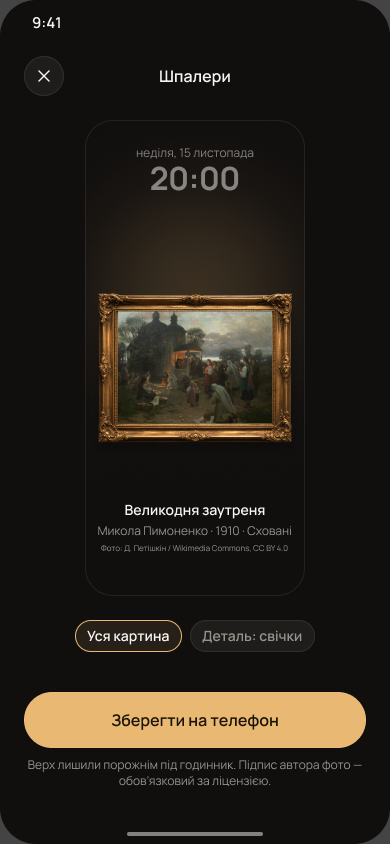 9:41
Шпалери
неділя, 15 листопада
20:00
Великодня заутреня
Микола Пимоненко · 1910 · Сховані
Фото: Д. Петішкін / Wikimedia Commons, CC BY 4.0
Уся картина
Деталь: свічки
Зберегти на телефон
Верх лишили порожнім під годинник. Підпис автора фото —
обов'язковий за ліцензією.